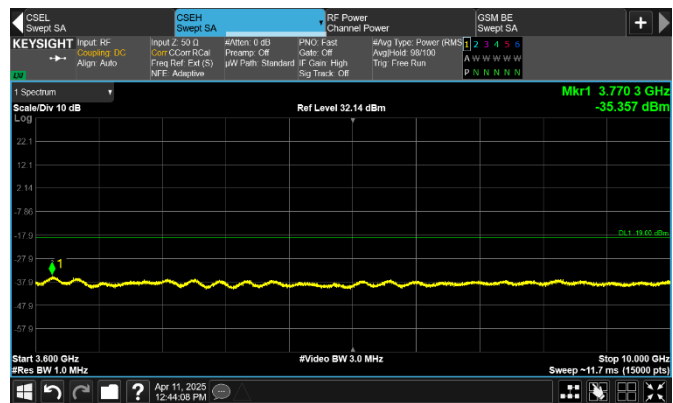 CSEL
Swept SA
CSEH
Swept SA
RF Power
Channel Power
GSM BE
Swept SA
KEYSIGHT
Input: RF
Coupling: DC
Align: Auto
LXI
Input Z: 50 Ω
Corr CCorr RCal
Freq Ref: Ext (S)
NFE: Adaptive
#Atten: 0 dB
Preamp: Off
µW Path: Standard
PNO: Fast
Gate: Off
IF Gain: High
Sig Track: Off
#Avg Type: Power (RMS)
Avg|Hold: 98/100
Trig: Free Run
1 2 3 4 5 6
A W W W W W
P N N N N N
1 Spectrum
Scale/Div 10 dB
Ref Level 32.14 dBm
Mkr1 3.770 3 GHz
-35.357 dBm
Log
22.1
12.1
2.14
-7.86
-17.9
DL1 -19.00 dBm
-27.9
1
-37.9
-47.9
-57.9
Start 3.600 GHz
#Video BW 3.0 MHz
Stop 10.000 GHz
#Res BW 1.0 MHz
Sweep ~11.7 ms (15000 pts)
?
Apr 11, 2025
12:44:08 PM